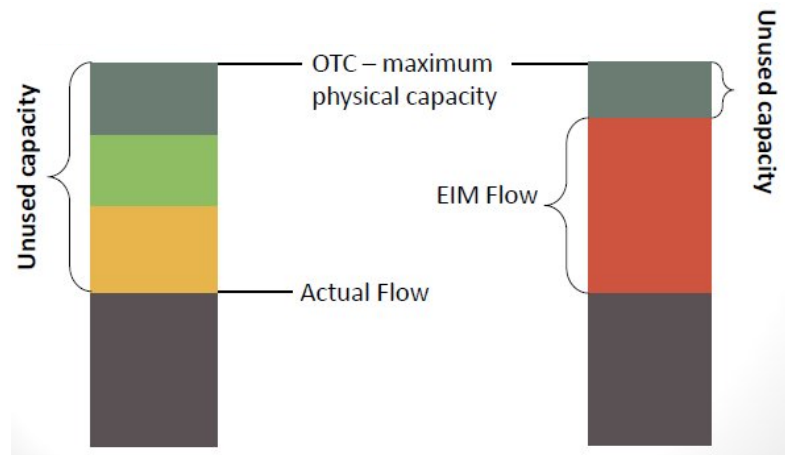 Unused capacity
OTC – maximum
physical capacity
Unused capacity
EIM Flow
Actual Flow